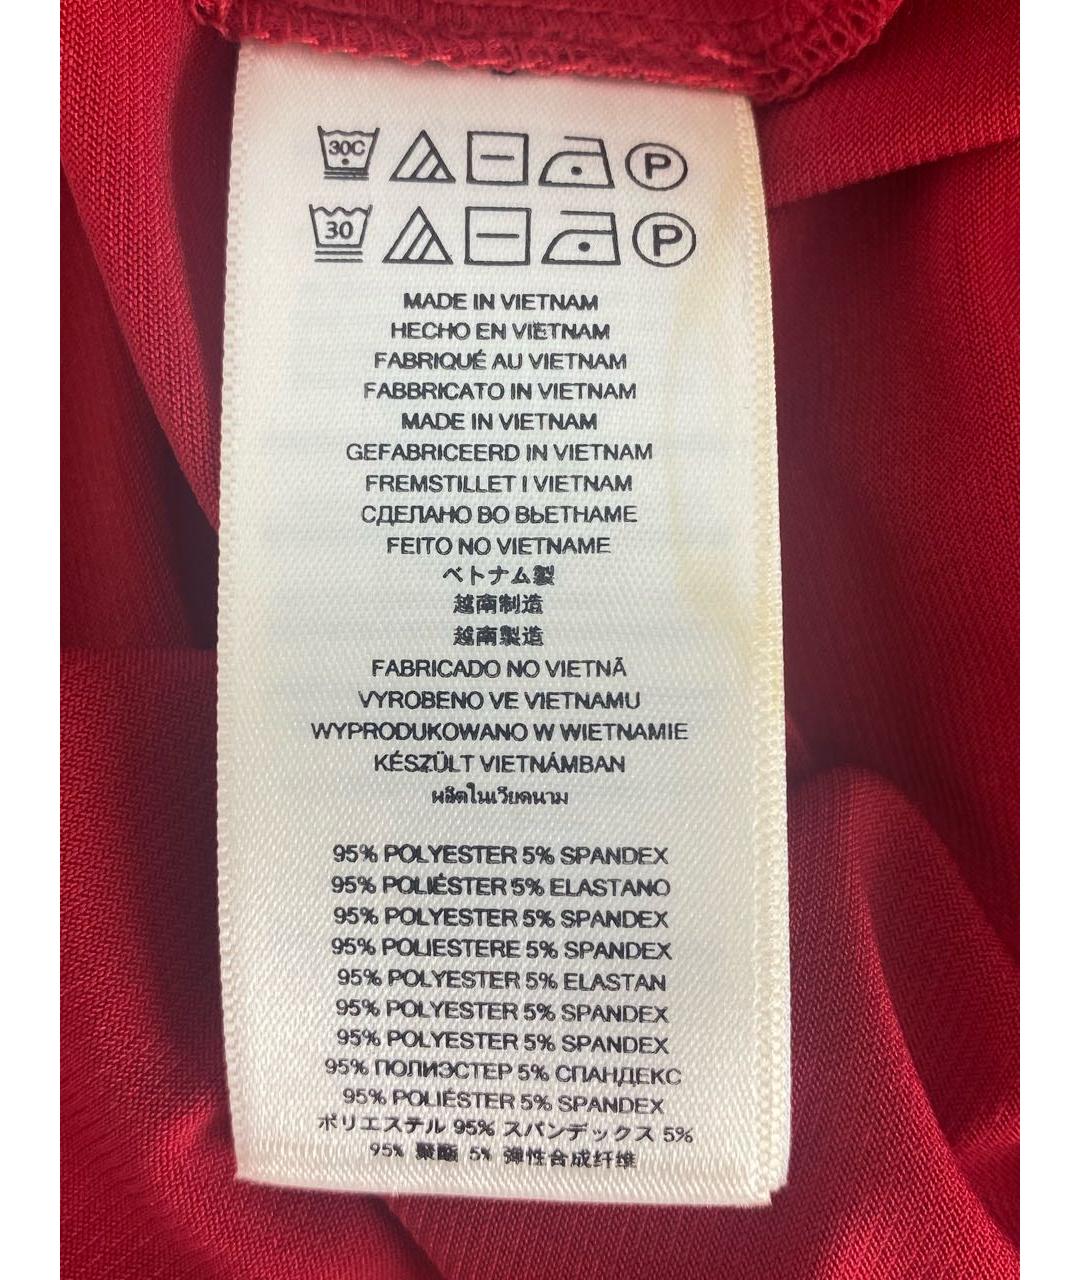 30C P
30 P
MADE IN VIETNAM
HECHO EN VIETNAM
FABRIQUÉ AU VIETNAM
FABBRICATO IN VIETNAM
MADE IN VIETNAM
GEFABRICEERD IN VIETNAM
FREMSTILLET I VIETNAM
СДЕЛАНО ВО ВЬЕТНАМЕ
FEITO NO VIETNAME
ベトナム製
越南制造
越南製造
FABRICADO NO VIETNÃ
VYROBENO VE VIETNAMU
WYPRODUKOWANO W WIETNAMIE
KÉSZÜLT VIETNÁMBAN
ผลิตในเวียดนาม
95% POLYESTER 5% SPANDEX
95% POLIÉSTER 5% ELASTANO
95% POLYESTER 5% SPANDEX
95% POLIESTERE 5% SPANDEX
95% POLYESTER 5% ELASTAN
95% POLYESTER 5% SPANDEX
95% POLYESTER 5% SPANDEX
95% ПОЛИЭСТЕР 5% СПАНДЕКС
95% POLIÉSTER 5% SPANDEX
ポリエステル 95% スパンデックス 5%
95% 聚酯 5% 弹性合成纤维